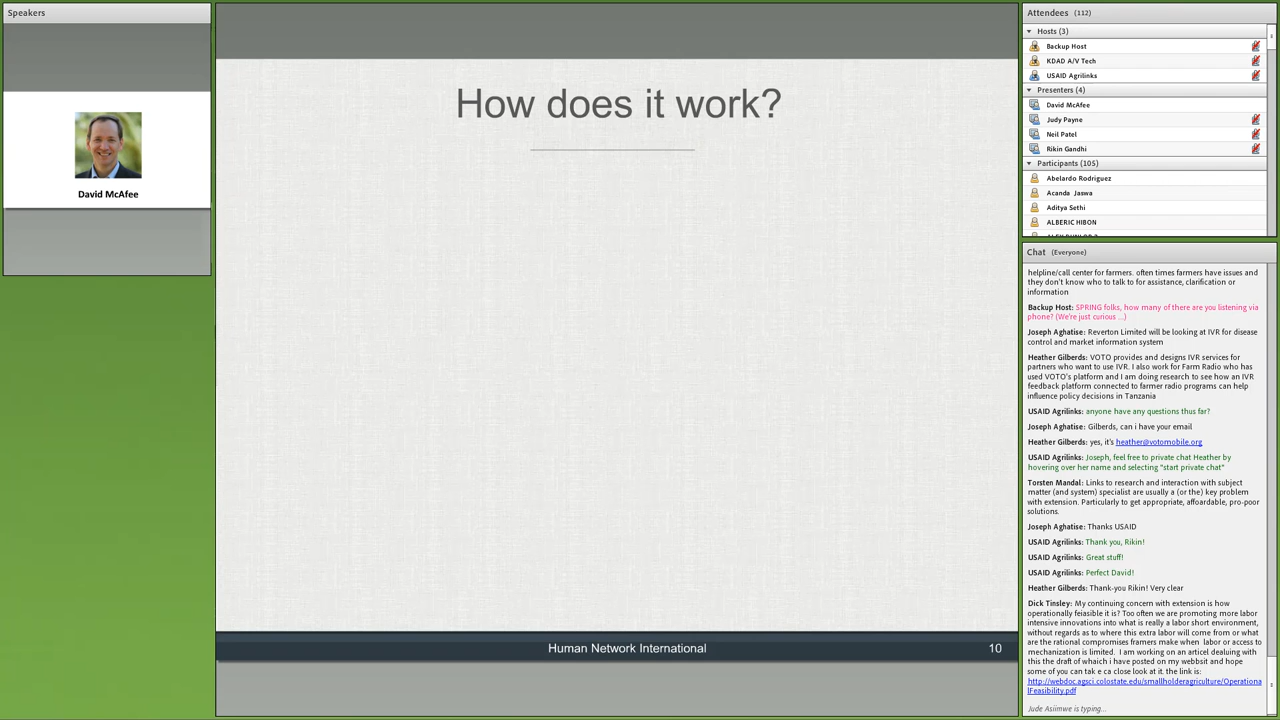 Speakers
David McAfee
How does it work?
Human Network International
10
Attendees (112)
Hosts (3)
Backup Host
KDAD A/V Tech
USAID Agrilinks
Presenters (4)
David McAfee
Judy Payne
Neil Patel
Rikin Gandhi
Participants (105)
Abelardo Rodriguez
Acanda Jaswa
Aditya Sethi
ALBERIC HIBON
Chat (Everyone)
helpline/call center for farmers. often times farmers have issues and
they don't know who to talk to for assistance, clarification or
information
Backup Host: SPRING folks, how many of there are you listening via
phone? (We're just curious ...)
Joseph Aghatise: Reverton Limited will be looking at IVR for disease
control and market information system
Heather Gilberds: VOTO provides and designs IVR services for
partners who want to use IVR. I also work for Farm Radio who has
used VOTO's platform and I am doing research to see how an IVR
feedback platform connected to farmer radio programs can help
influence policy decisions in Tanzania
USAID Agrilinks: anyone have any questions thus far?
Joseph Aghatise: Gilberds, can i have your email
Heather Gilberds: yes, it's heather@votomobile.org
USAID Agrilinks: Joseph, feel free to private chat Heather by
hovering over her name and selecting "start private chat"
Torsten Mandal: Links to research and interaction with subject
matter (and system) specialist are usually a (or the) key problem
with extension. Particularly to get appropriate, affoardable, pro-poor
solutions.
Joseph Aghatise: Thanks USAID
USAID Agrilinks: Thank you, Rikin!
USAID Agrilinks: Great stuff!
USAID Agrilinks: Perfect David!
Heather Gilberds: Thank-you Rikin! Very clear
Dick Tinsley: My continuing concern with extension is how
operationally feiasible it is? Too often we are promoting more labor
intensive innovations into what is really a labor short environment,
without regards as to where this extra labor will come from or what
are the rational compromises framers make when labor or access to
mechanization is limited. I am working on an articel dealuing with
this the draft of whaich i have posted on my webbsit and hope
some of you can tak e ca close look at it. the link is:
http://webdoc.agsci.colostate.edu/smallholderagriculture/Operationa
lFeasibility.pdf
Jude Asiimwe is typing...